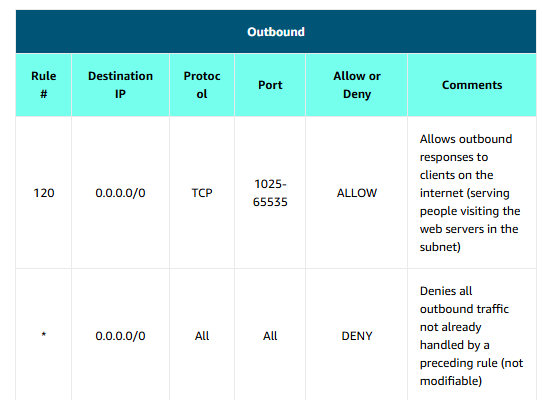 Outbound
Rule # Destination IP Protocol Port Allow or Deny Comments
120 0.0.0.0/0 TCP 1025-65535 ALLOW Allows outbound
responses to
clients on the
internet (serving
people visiting the
web servers in the
subnet)
* 0.0.0.0/0 All All DENY Denies all
outbound traffic
not already
handled by a
preceding rule (not
modifiable)